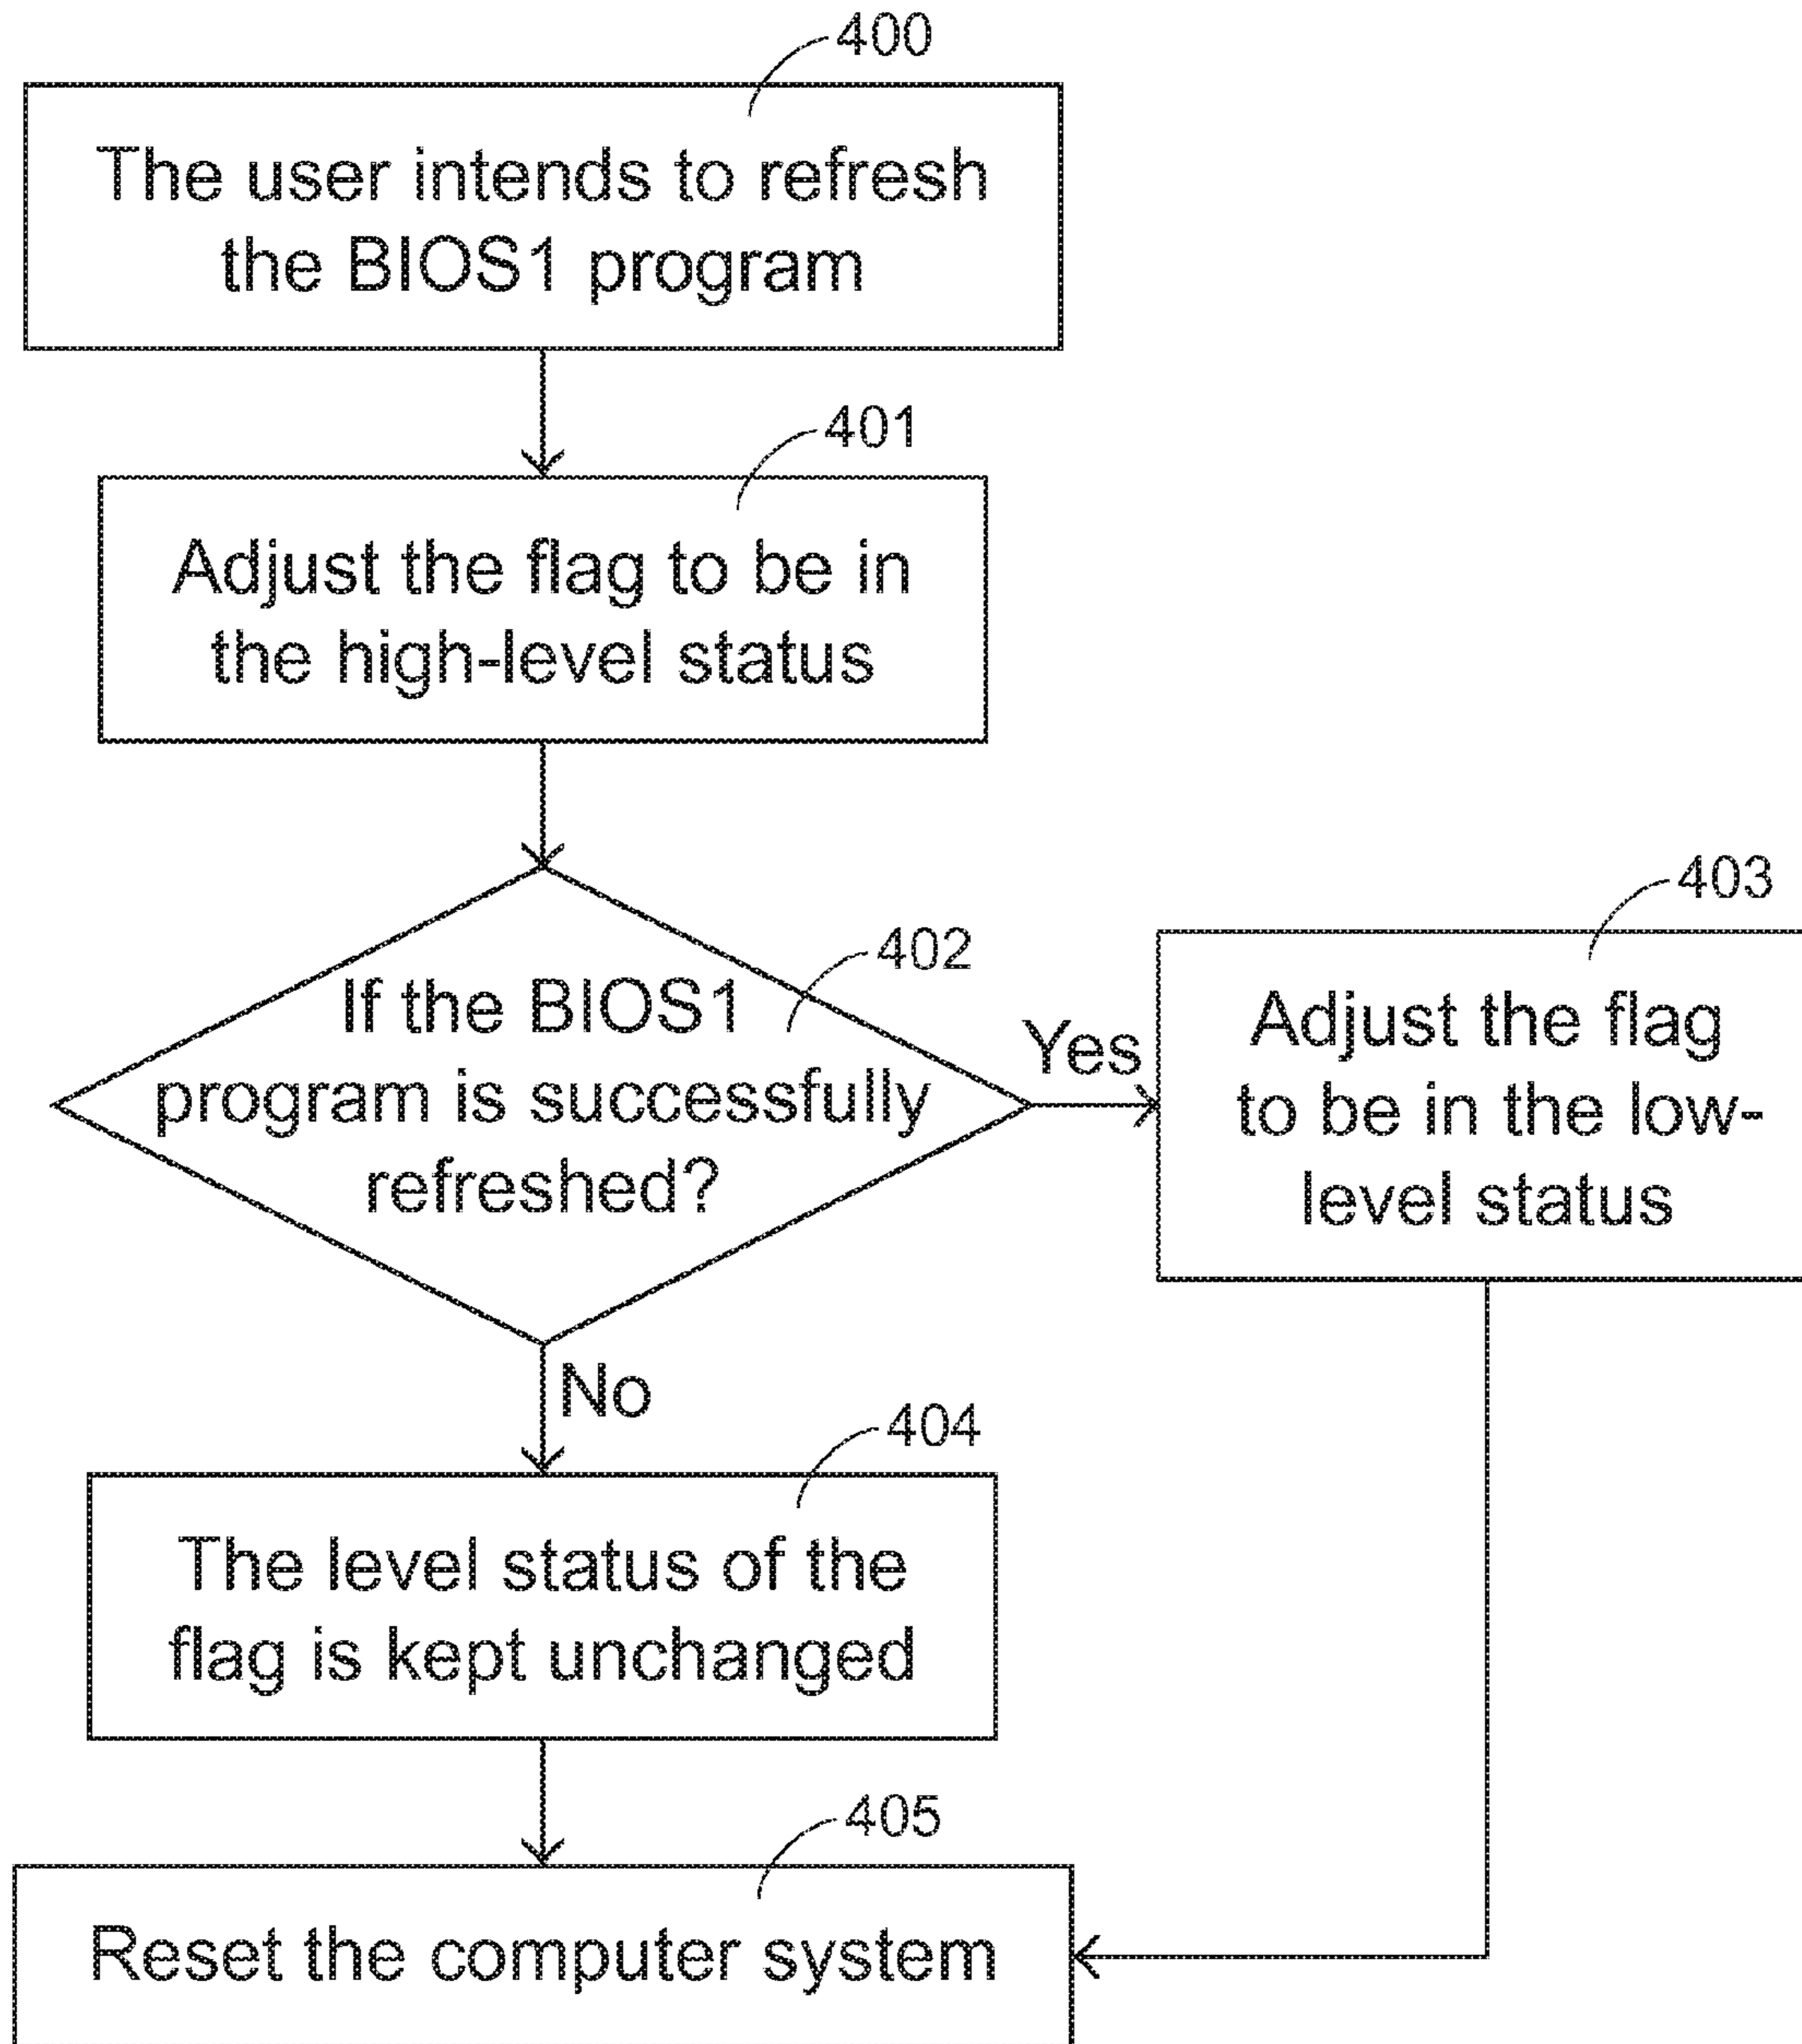 400
The user intends to refresh
the BIOS1 program
401
Adjust the flag to be in
the high-level status
402
If the BIOS1
program is successfully
refreshed?
Yes
403
Adjust the flag
to be in the low-
level status
No
404
The level status of the
flag is kept unchanged
405
Reset the computer system